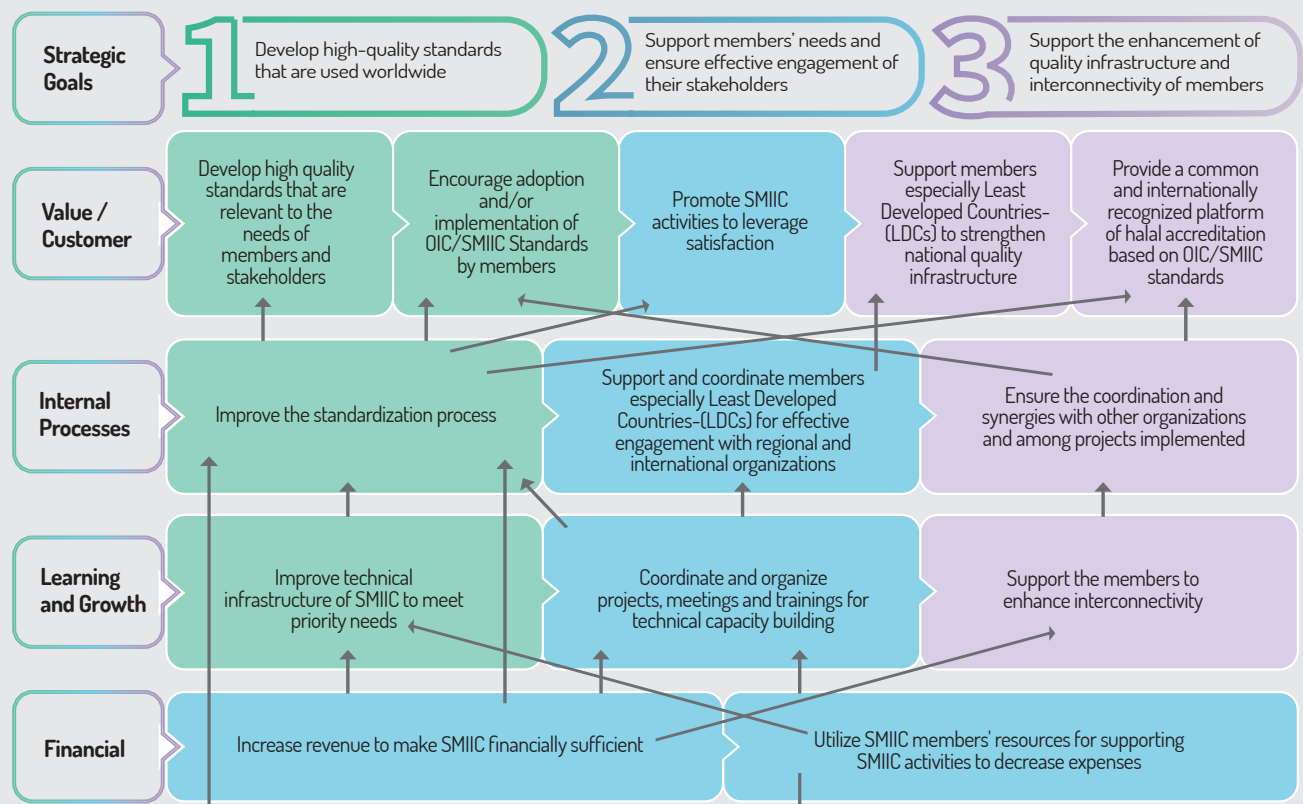 Strategic
Goals
1
Develop high-quality standards
that are used worldwide
2
Support members' needs and
ensure effective engagement of
their stakeholders
3
Support the enhancement of
quality infrastructure and
interconnectivity of members
Value /
Customer
Develop high quality
standards that are
relevant to the
needs of
members and
stakeholders
Encourage adoption
and/or
implementation of
OIC/SMIIC Standards
by members
Promote SMIIC
activities to leverage
satisfaction
Support members
especially Least
Developed Countries-
(LDCs) to strengthen
national quality
infrastructure
Provide a common
and internationally
recognized platform
of halal accreditation
based on OIC/SMIIC
standards
Internal
Processes
Improve the standardization process
Support and coordinate members
especially Least Developed
Countries-(LDCs) for effective
engagement with regional and
international organizations
Ensure the coordination and
synergies with other organizations
and among projects implemented
Learning
and Growth
Improve technical
infrastructure of SMIIC to meet
priority needs
Coordinate and organize
projects, meetings and trainings for
technical capacity building
Support the members to
enhance interconnectivity
Financial
Increase revenue to make SMIIC financially sufficient
Utilize SMIIC members' resources for supporting
SMIIC activities to decrease expenses